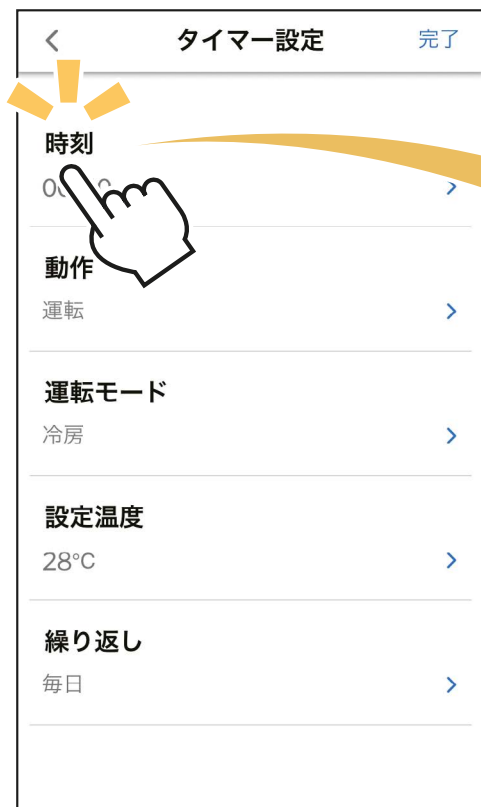 タイマー設定 完了
時刻
動作
運転
運転モード
冷房
設定温度
28°C
繰り返し
毎日